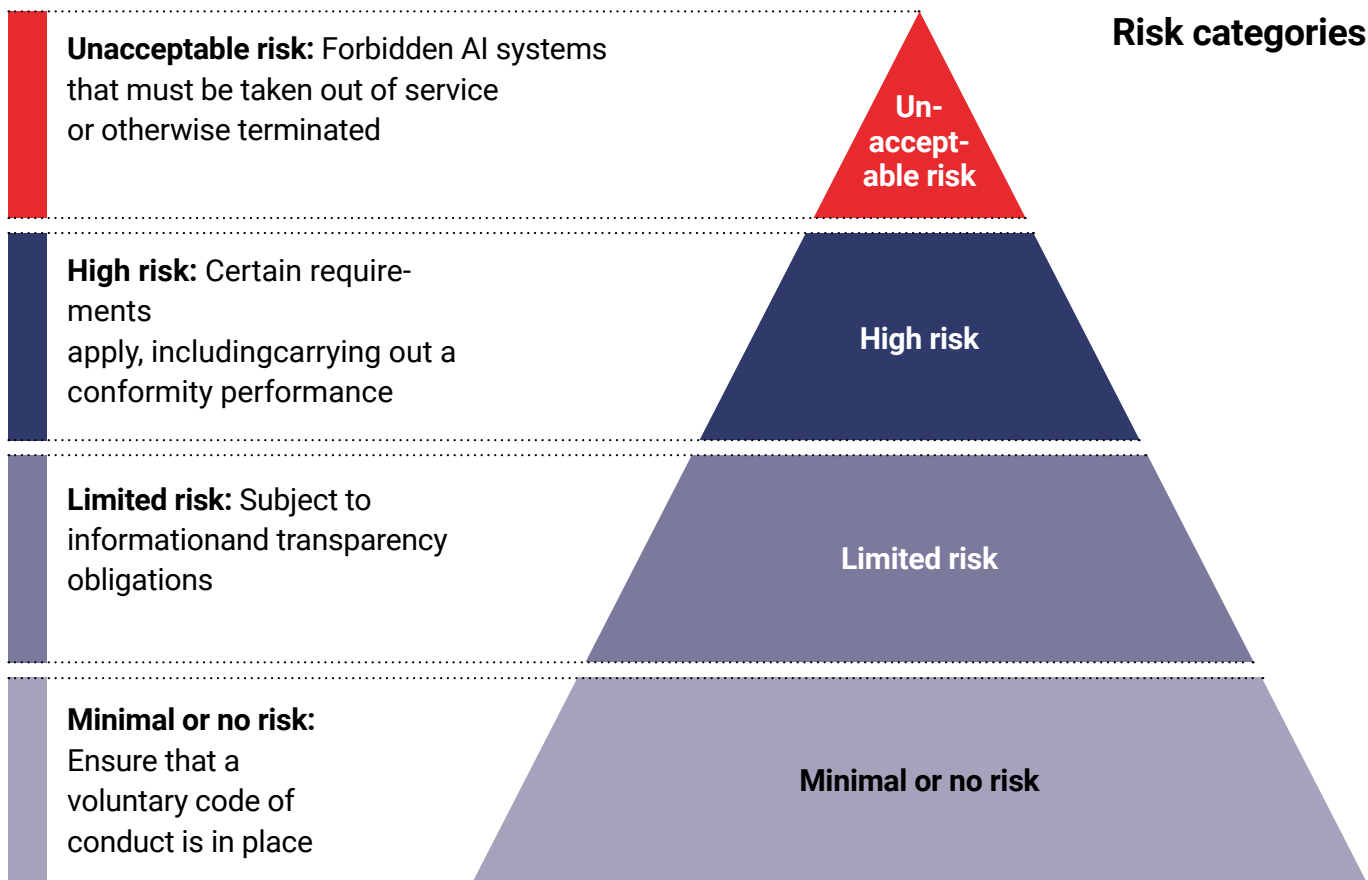 Risk categories
Unacceptable risk: Forbidden AI systems
that must be taken out of service
or otherwise terminated
Un-
accept-
able risk
High risk: Certain require-
ments
apply, includingcarrying out a
conformity performance
High risk
Limited risk: Subject to
informationand transparency
obligations
Limited risk
Minimal or no risk:
Ensure that a
voluntary code of
conduct is in place
Minimal or no risk